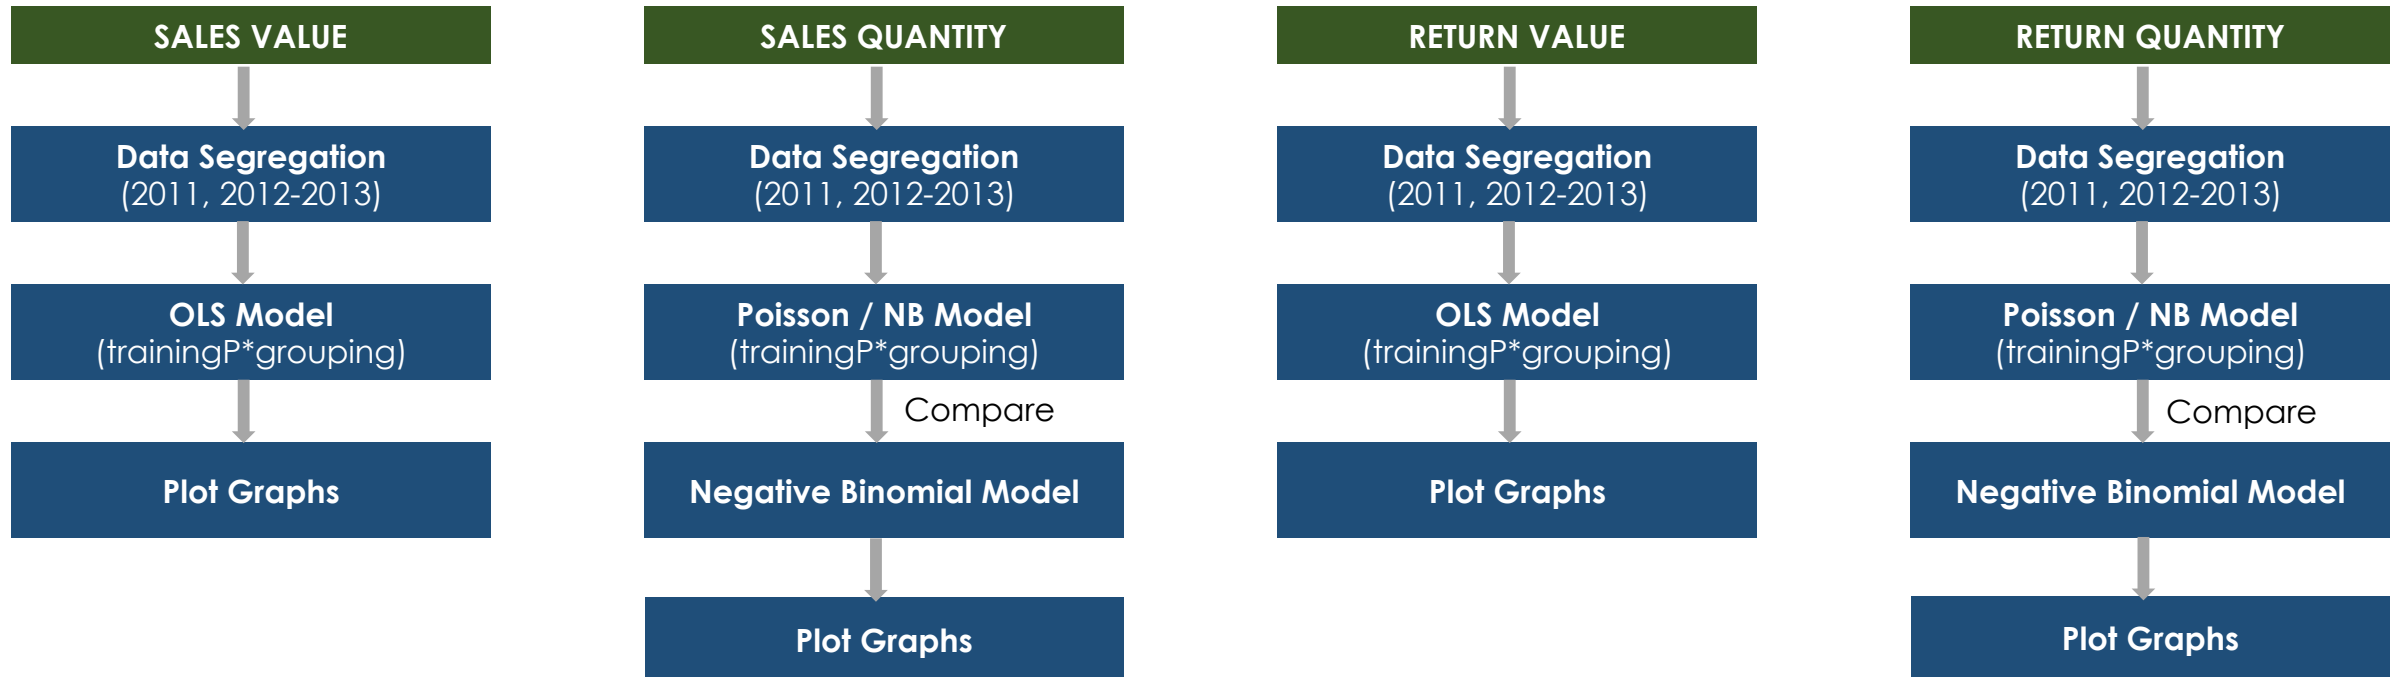 SALES VALUE
Data Segregation
(2011, 2012-2013)
OLS Model
(trainingP*grouping)
Plot Graphs
SALES QUANTITY
Data Segregation
(2011, 2012-2013)
Poisson / NB Model
(trainingP*grouping)
Compare
Negative Binomial Model
Plot Graphs
RETURN VALUE
Data Segregation
(2011, 2012-2013)
OLS Model
(trainingP*grouping)
Plot Graphs
RETURN QUANTITY
Data Segregation
(2011, 2012-2013)
Poisson / NB Model
(trainingP*grouping)
Compare
Negative Binomial Model
Plot Graphs